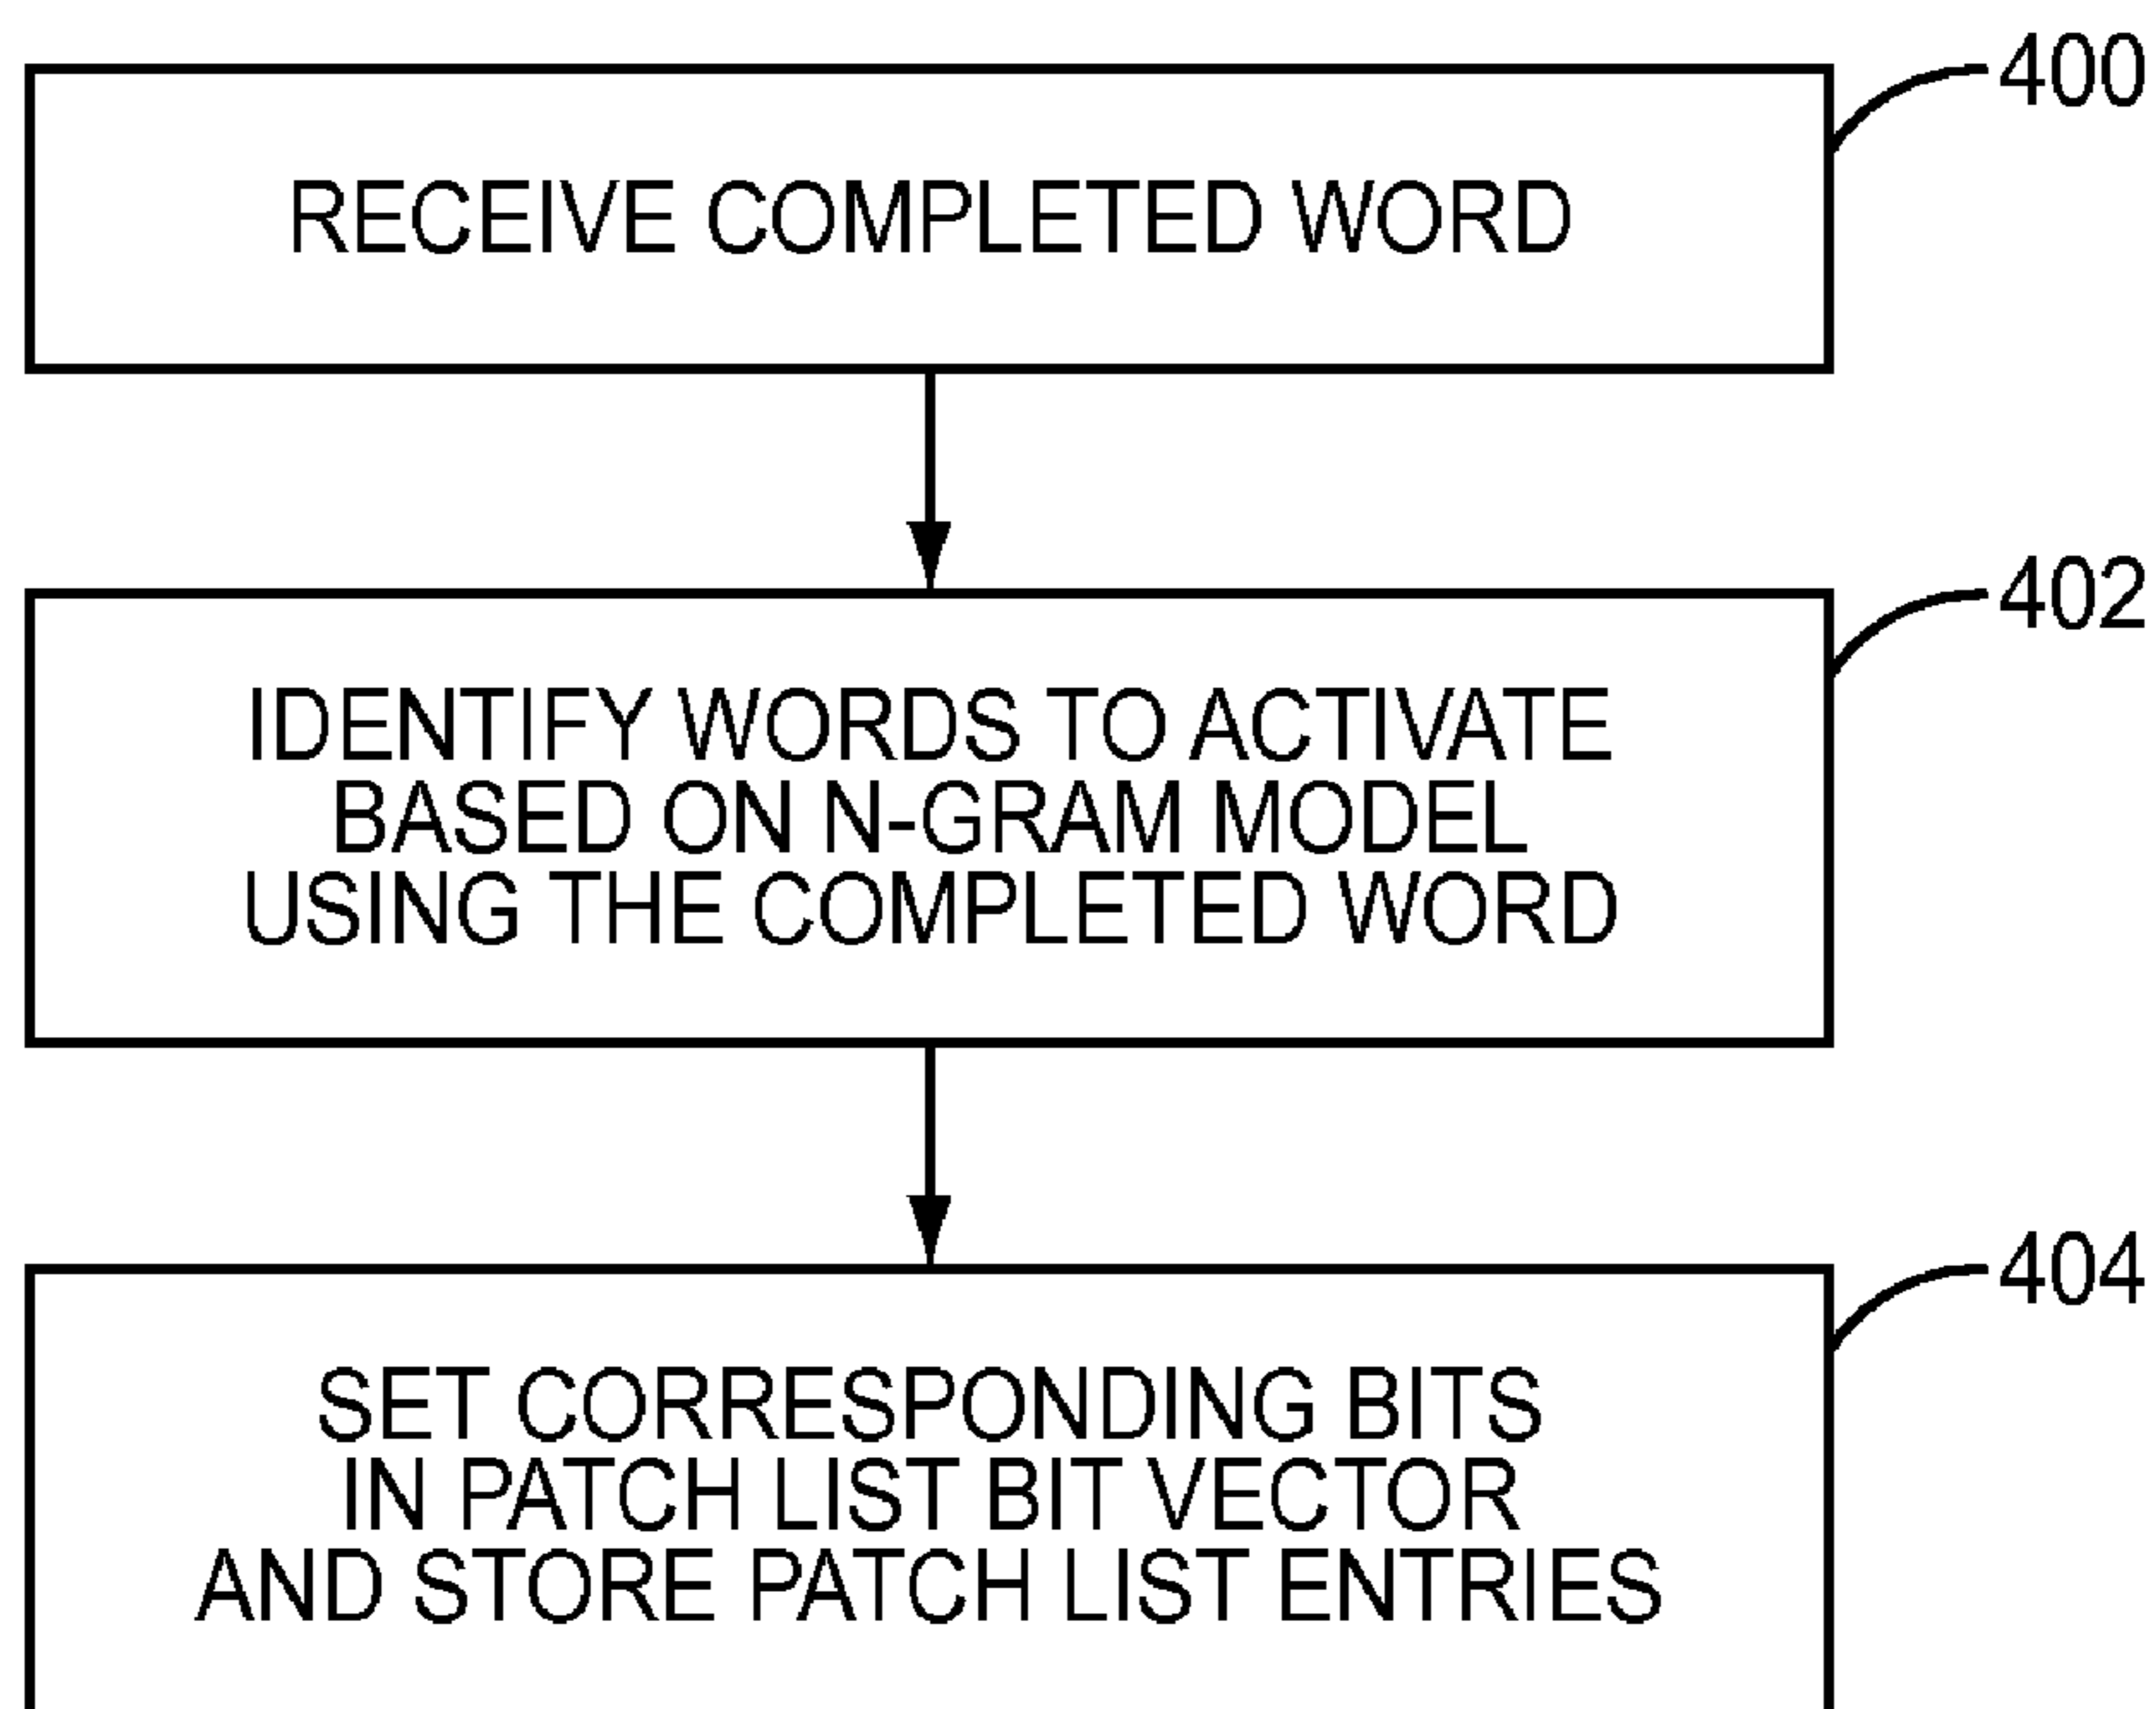 400
RECEIVE COMPLETED WORD
402
IDENTIFY WORDS TO ACTIVATE
BASED ON N-GRAM MODEL
USING THE COMPLETED WORD
404
SET CORRESPONDING BITS
IN PATCH LIST BIT VECTOR
AND STORE PATCH LIST ENTRIES